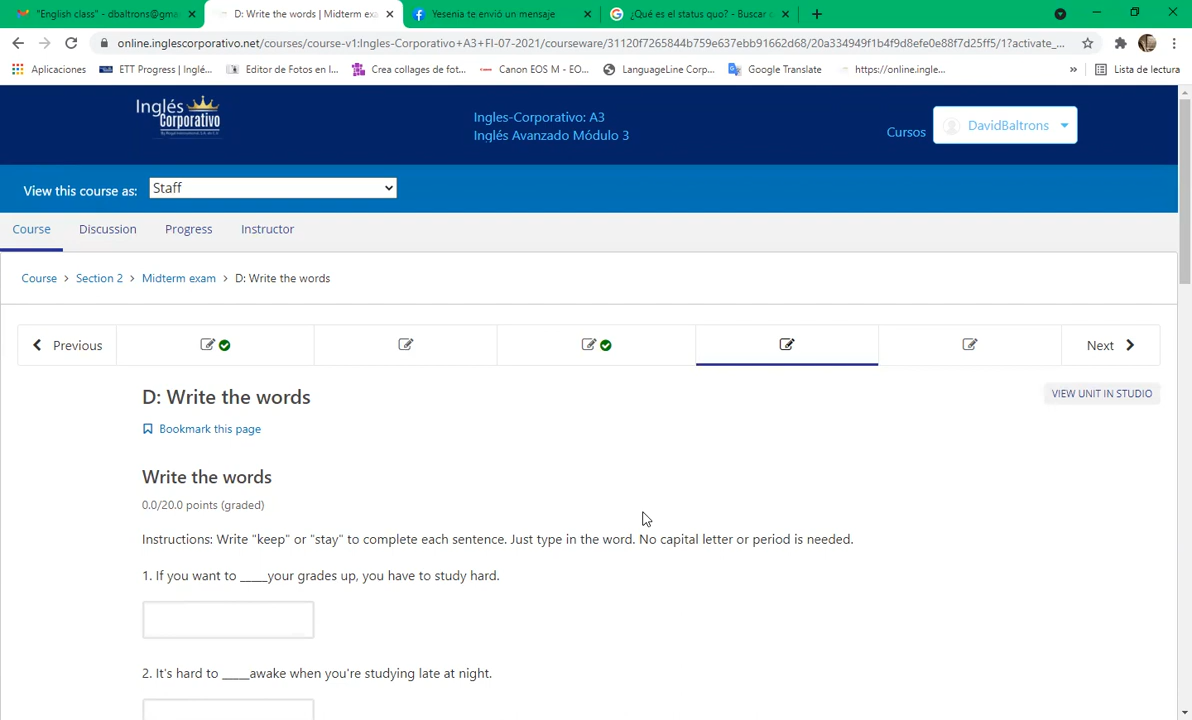 "English class" - dbaltrons@gma
D: Write the words | Midterm exa
Yesenia te envió un mensaje
¿Qué es el status quo? - Buscar c
online.inglescorporativo.net/courses/course-v1:Ingles-Corporativo+A3+FI-07-2021/courseware/31120f7265844b759e637ebb91662d68/20a334949f1b4f9d8efe0e88f7d25ff5/1?activate_...
Aplicaciones
ETT Progress | Inglé...
Editor de Fotos en l...
Crea collages de fot...
Canon EOS M - EO...
LanguageLine Corp...
Google Translate
https://online.ingle...
»
Lista de lectura
Inglés
Corporativo
Ingles-Corporativo: A3
Inglés Avanzado Módulo 3
Cursos
DavidBaltrons
View this course as:
Staff
Course
Discussion
Progress
Instructor
Course > Section 2 > Midterm exam > D: Write the words
Previous
Next
D: Write the words
VIEW UNIT IN STUDIO
Bookmark this page
Write the words
0.0/20.0 points (graded)
Instructions: Write "keep" or "stay" to complete each sentence. Just type in the word. No capital letter or period is needed.
1. If you want to _____your grades up, you have to study hard.
2. It's hard to _____awake when you're studying late at night.